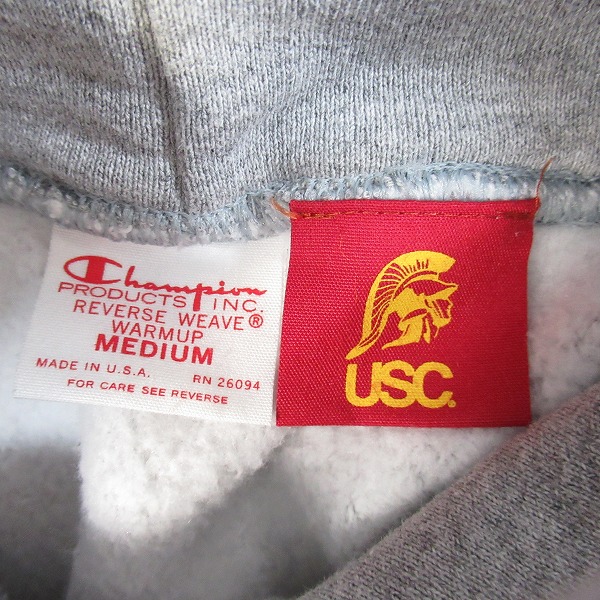 Champion
PRODUCTS INC.
REVERSE WEAVE®
WARMUP
MEDIUM
MADE IN U.S.A. RN 26094
FOR CARE SEE REVERSE
USC.